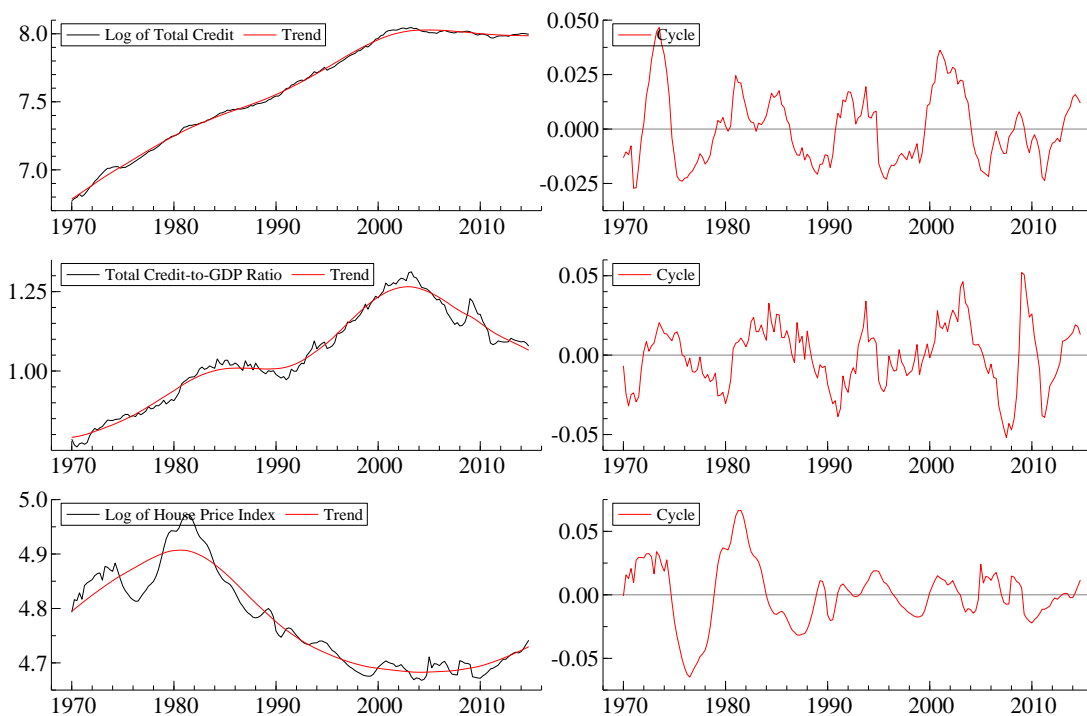 Log of Total Credit Trend
8.0
7.5
7.0
1970 1980 1990 2000 2010
Cycle
0.050
0.025
0.000
-0.025
1970 1980 1990 2000 2010
Total Credit-to-GDP Ratio Trend
1.25
1.00
1970 1980 1990 2000 2010
Cycle
0.05
0.00
-0.05
1970 1980 1990 2000 2010
Log of House Price Index Trend
5.0
4.9
4.8
4.7
1970 1980 1990 2000 2010
Cycle
0.05
0.00
-0.05
1970 1980 1990 2000 2010